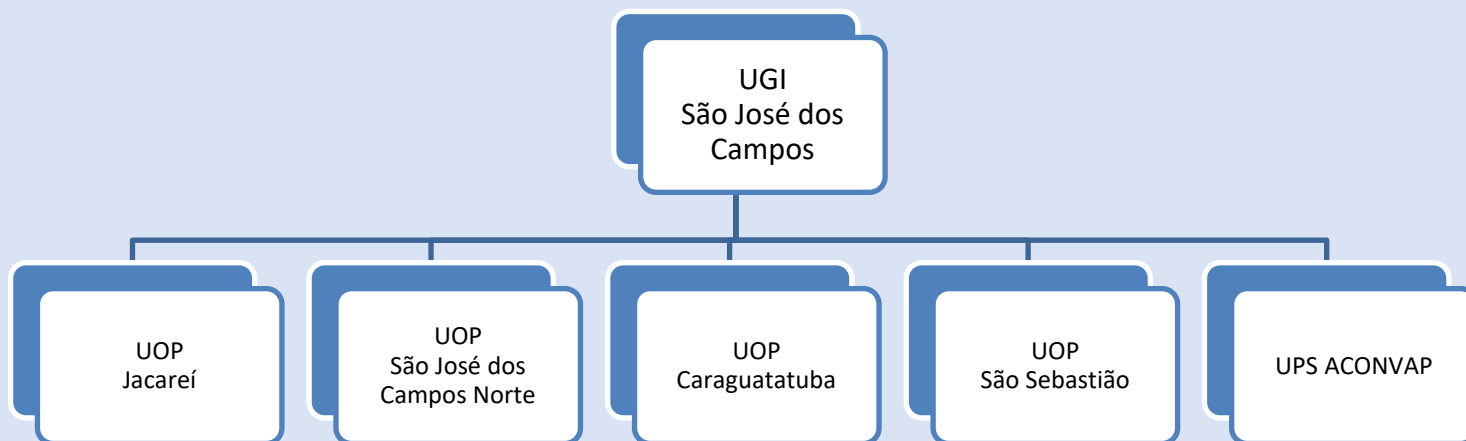 UGI
São José dos
Campos
UOP
Jacareí
UOP
São José dos
Campos Norte
UOP
Caraguatatuba
UOP
São Sebastião
UPS ACONVAP